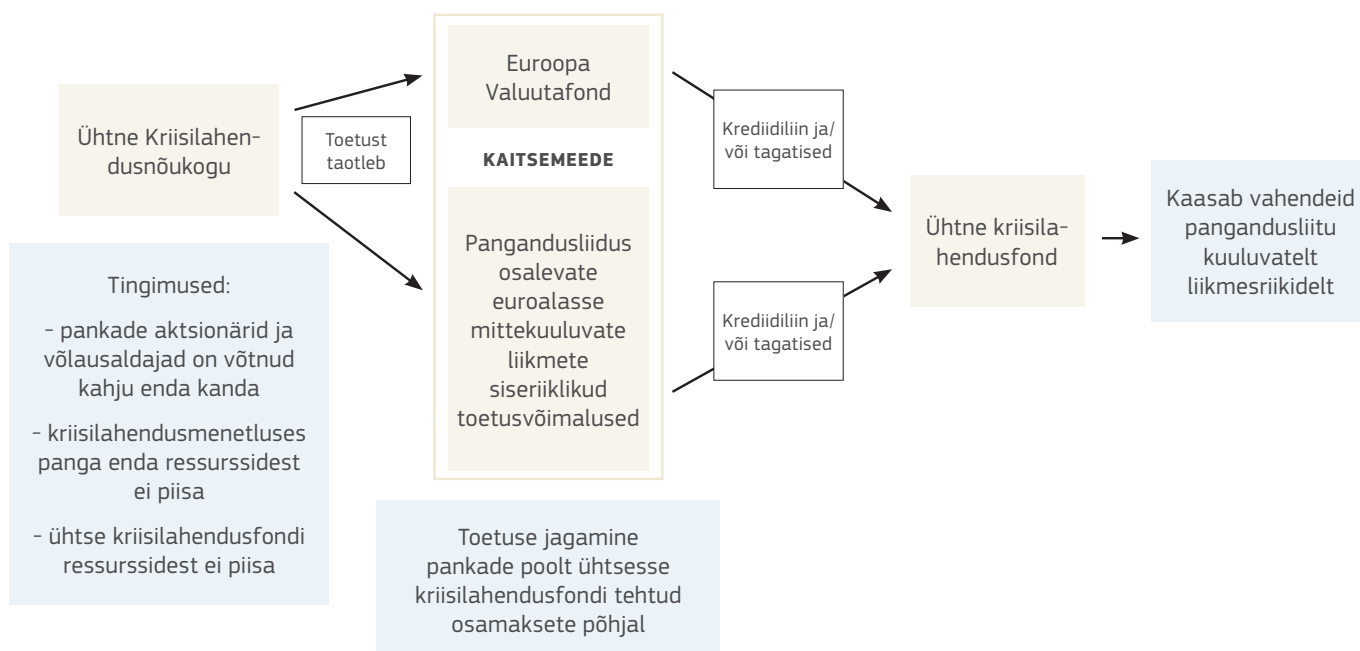 Ühtne Kriisilahen-
dusnõukogu
Toetust
taotleb
Tingimused:
- pankade aktsionärid ja
võlausaldajad on võtnud
kahju enda kanda
- kriisilahendusmenetluses
panga enda ressurssidest
ei piisa
- ühtse kriisilahendusfondi
ressurssidest ei piisa
Euroopa
Valuutafond
KAITSEMEEDE
Pangandusliidus
osalevate
euroalasse
mittekuuluvate
liikmete
siseriiklikud
toetusvõimalused
Toetuse jagamine
pankade poolt ühtsesse
kriisilahendusfondi tehtud
osamaksete põhjal
Krediidiliin ja/
või tagatised
Krediidiliin ja/
või tagatised
Ühtne kriisila-
hendusfond
Kaasab vahendeid
pangandusliitu
kuuluvatelt
liikmesriikidelt